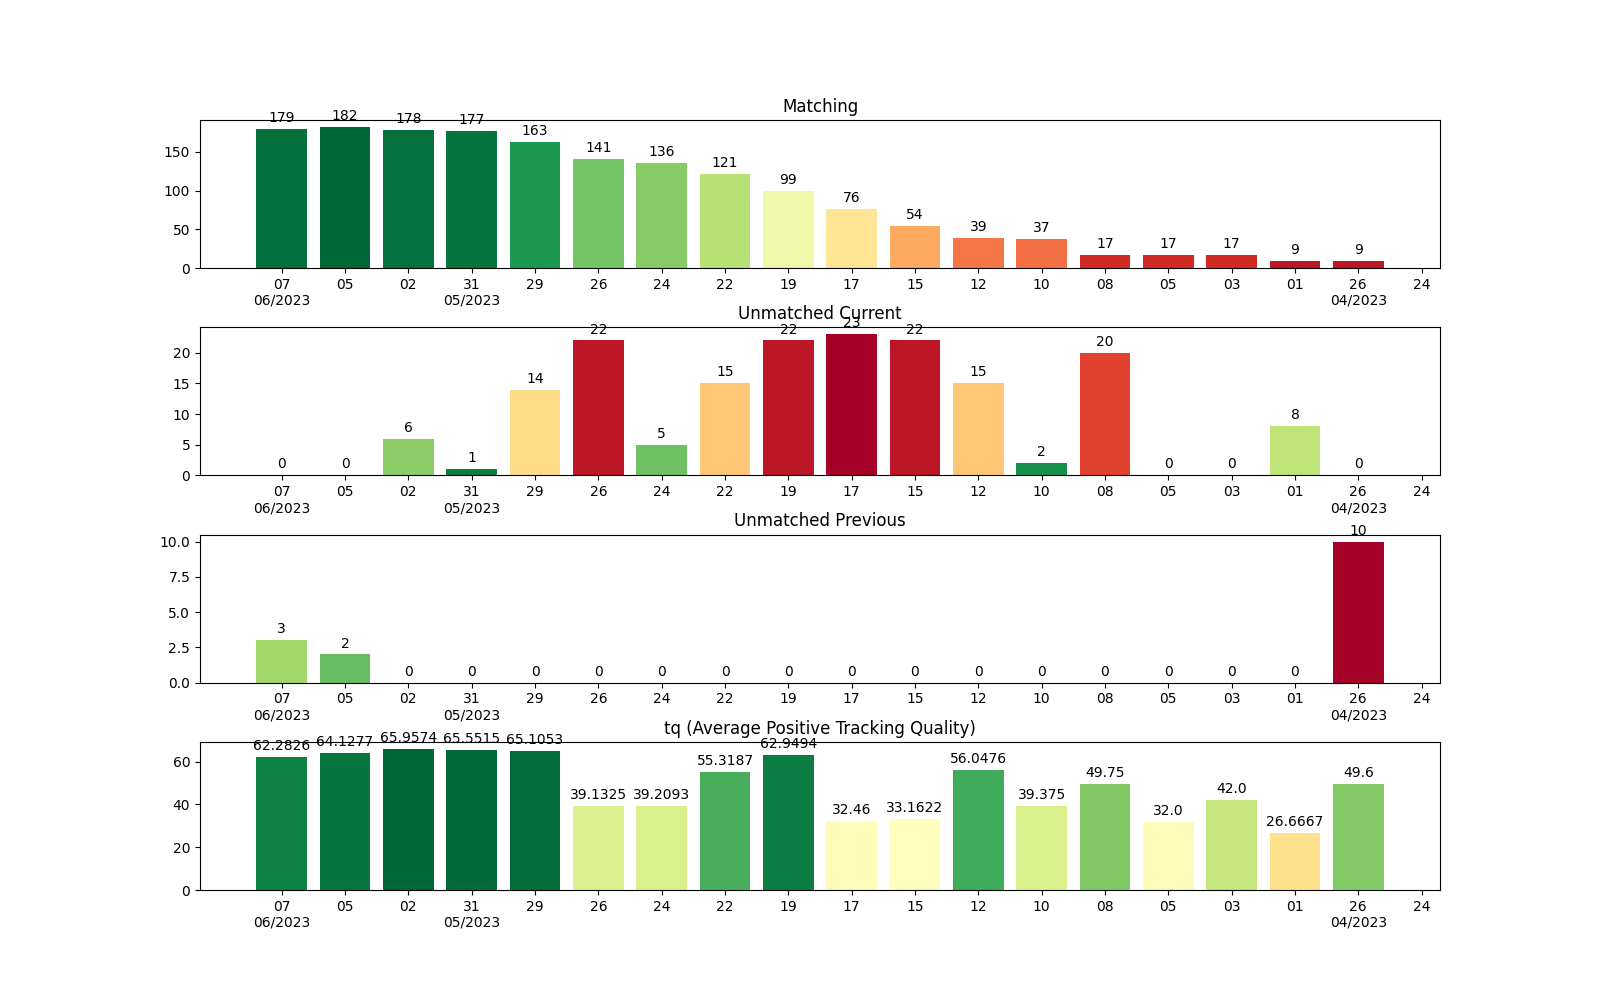 Matching
179 182 178 177 163 141 136 121 99 76 54 39 37 17 17 17 9 9
150
100
50
0
07 05 02 31 29 26 24 22 19 17 15 12 10 08 05 03 01 26 24
06/2023 05/2023 04/2023
Unmatched Current
0 0 6 1 14 22 5 15 22 23 22 15 2 20 0 0 8 0
20
15
10
5
0
07 05 02 31 29 26 24 22 19 17 15 12 10 08 05 03 01 26 24
06/2023 05/2023 04/2023
Unmatched Previous
3 2 0 0 0 0 0 0 0 0 0 0 0 0 0 0 0 10
10.0
7.5
5.0
2.5
0.0
07 05 02 31 29 26 24 22 19 17 15 12 10 08 05 03 01 26 24
06/2023 05/2023 04/2023
tq (Average Positive Tracking Quality)
62.2826 64.1277 65.9574 65.5515 65.1053 39.1325 39.2093 55.3187 62.9494 32.46 33.1622 56.0476 39.375 49.75 32.0 42.0 26.6667 49.6
60
40
20
0
07 05 02 31 29 26 24 22 19 17 15 12 10 08 05 03 01 26 24
06/2023 05/2023 04/2023